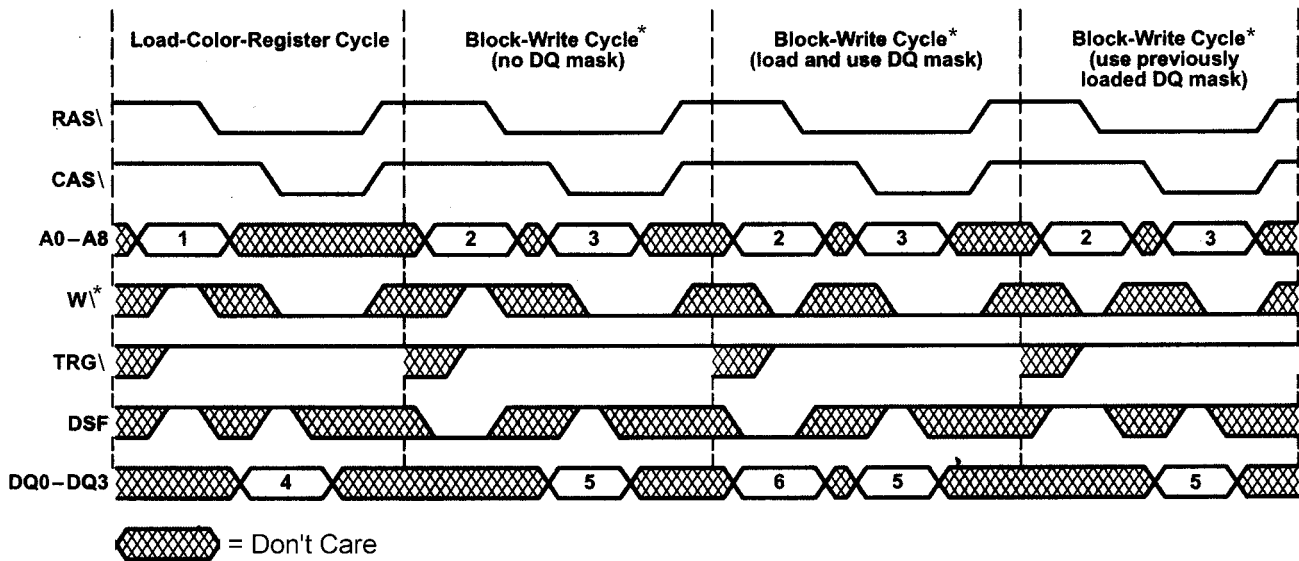 Load-Color-Register Cycle
Block-Write Cycle*
(no DQ mask)
Block-Write Cycle*
(load and use DQ mask)
Block-Write Cycle*
(use previously
loaded DQ mask)
RAS\
CAS\
A0–A8
1
2
3
2
3
2
3
W\*
TRG\
DSF
DQ0–DQ3
4
5
6
5
5
= Don't Care